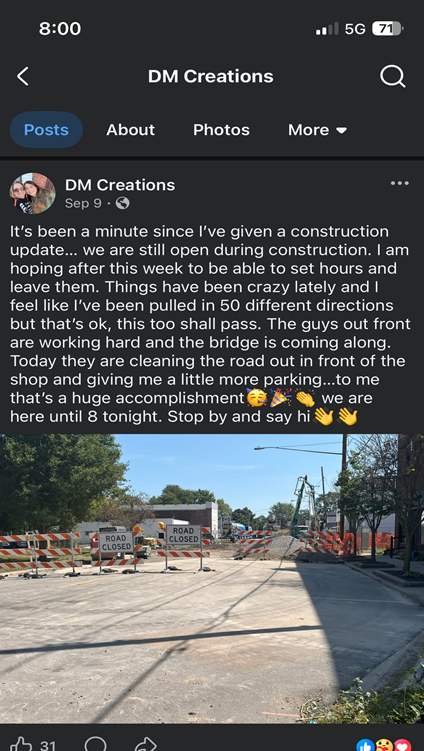 8:00
5G 71
DM Creations
Posts About Photos More
DM Creations
Sep 9 ·
It's been a minute since I've given a construction
update... we are still open during construction. I am
hoping after this week to be able to set hours and
leave them. Things have been crazy lately and I
feel like I've been pulled in 50 different directions
but that's ok, this too shall pass. The guys out front
are working hard and the bridge is coming along.
Today they are cleaning the road out in front of the
shop and giving me a little more parking...to me
that's a huge accomplishment🥳🎉👏 we are
here until 8 tonight. Stop by and say hi👋👋
ROAD
CLOSED
ROAD
CLOSED
31